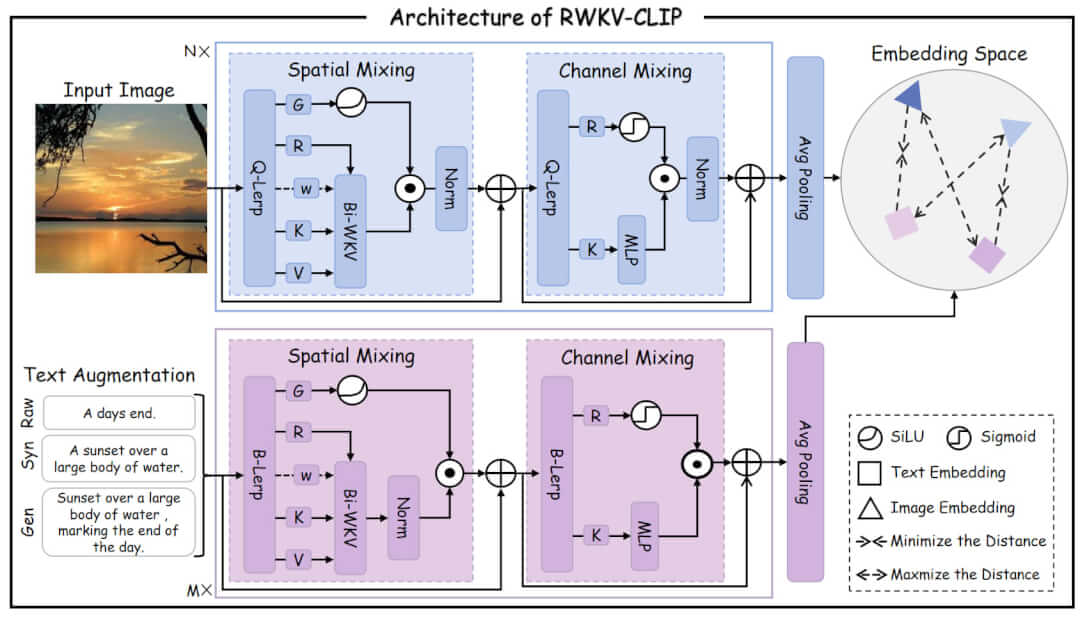 Architecture of RWKV-CLIP
N×
Input Image
Spatial Mixing
Q-Lerp
G
R
w
K
V
Bi-WKV
Norm
Channel Mixing
Q-Lerp
R
K
MLP
Norm
Avg Pooling
Embedding Space
Text Augmentation
Raw
A days end.
Syn
A sunset over a
large body of water.
Gen
Sunset over a large
body of water ,
marking the end of
the day.
M×
Spatial Mixing
B-Lerp
G
R
w
K
V
Bi-WKV
Norm
Channel Mixing
B-Lerp
R
K
MLP
Avg Pooling
SiLU
Sigmoid
Text Embedding
Image Embedding
Minimize the Distance
Maxmize the Distance